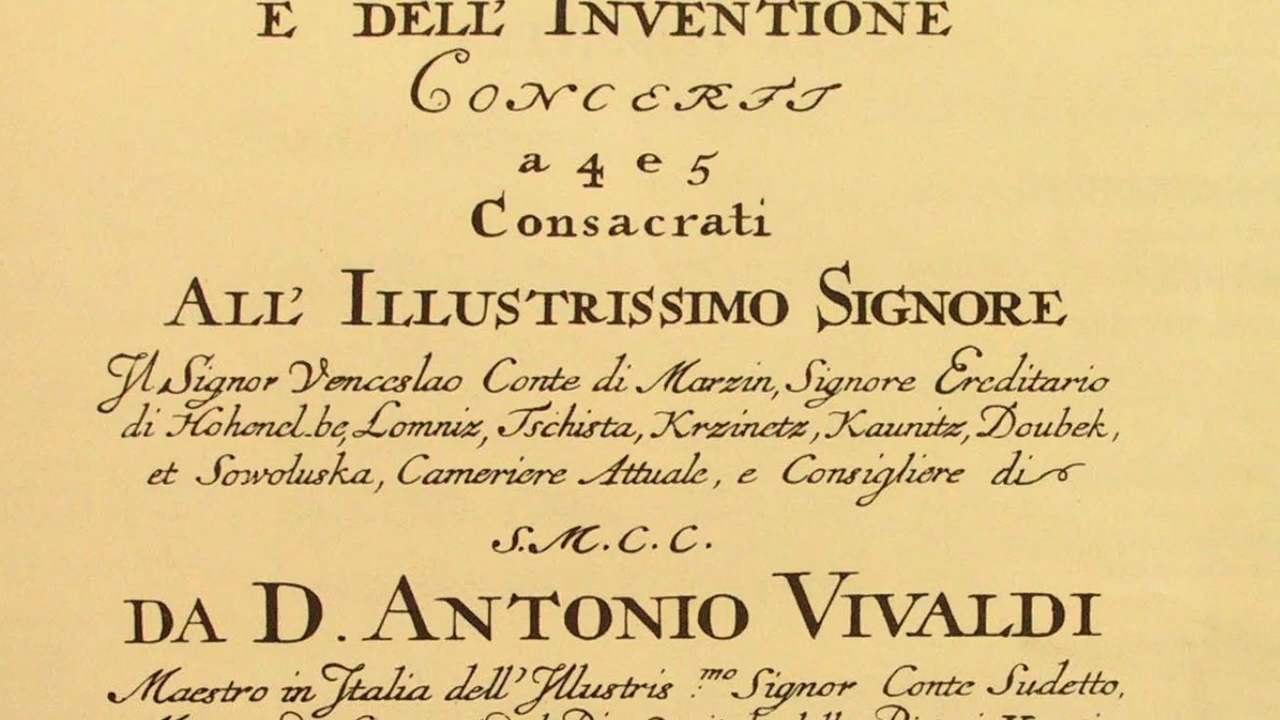 E DELL' INVENTIONE
CONCERTI
a 4 e 5
Consacrati
ALL' ILLUSTRISSIMO SIGNORE
Il Signor Venceslao Conte di Marzin, Signore Ereditario
di Hohenel.be, Lomniz, Tschista, Krzinetz, Kaunitz, Doubek,
et Sowoluska, Cameriere Attuale, e Consigliere di
S.M.C.C.
DA D. ANTONIO VIVALDI
Maestro in Italia dell' Illustris :mo Signor Conte Sudetto,